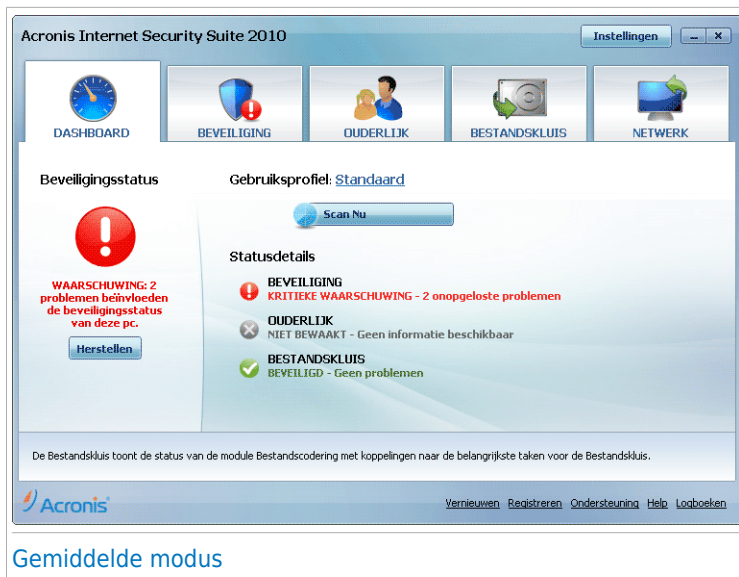 Acronis Internet Security Suite 2010
Instellingen
DASHBOARD
BEVEILIGING
OUDERLIJK
BESTANDSKLUIS
NETWERK
Beveiligingsstatus
WAARSCHUWING: 2
problemen beïnvloeden
de beveiligingsstatus
van deze pc.
Herstellen
Gebruiksprofiel: Standaard
Scan Nu
Statusdetails
BEVEILIGING
KRITIEKE WAARSCHUWING - 2 onopgeloste problemen
OUDERLIJK
NIET BEWAAKT - Geen informatie beschikbaar
BESTANDSKLUIS
BEVEILIGD - Geen problemen
De Bestandskluis toont de status van de module Bestandscodering met koppelingen naar de belangrijkste taken voor de Bestandskluis.
Acronis
Vernieuwen Registreren Ondersteuning Help Logboeken
Gemiddelde modus